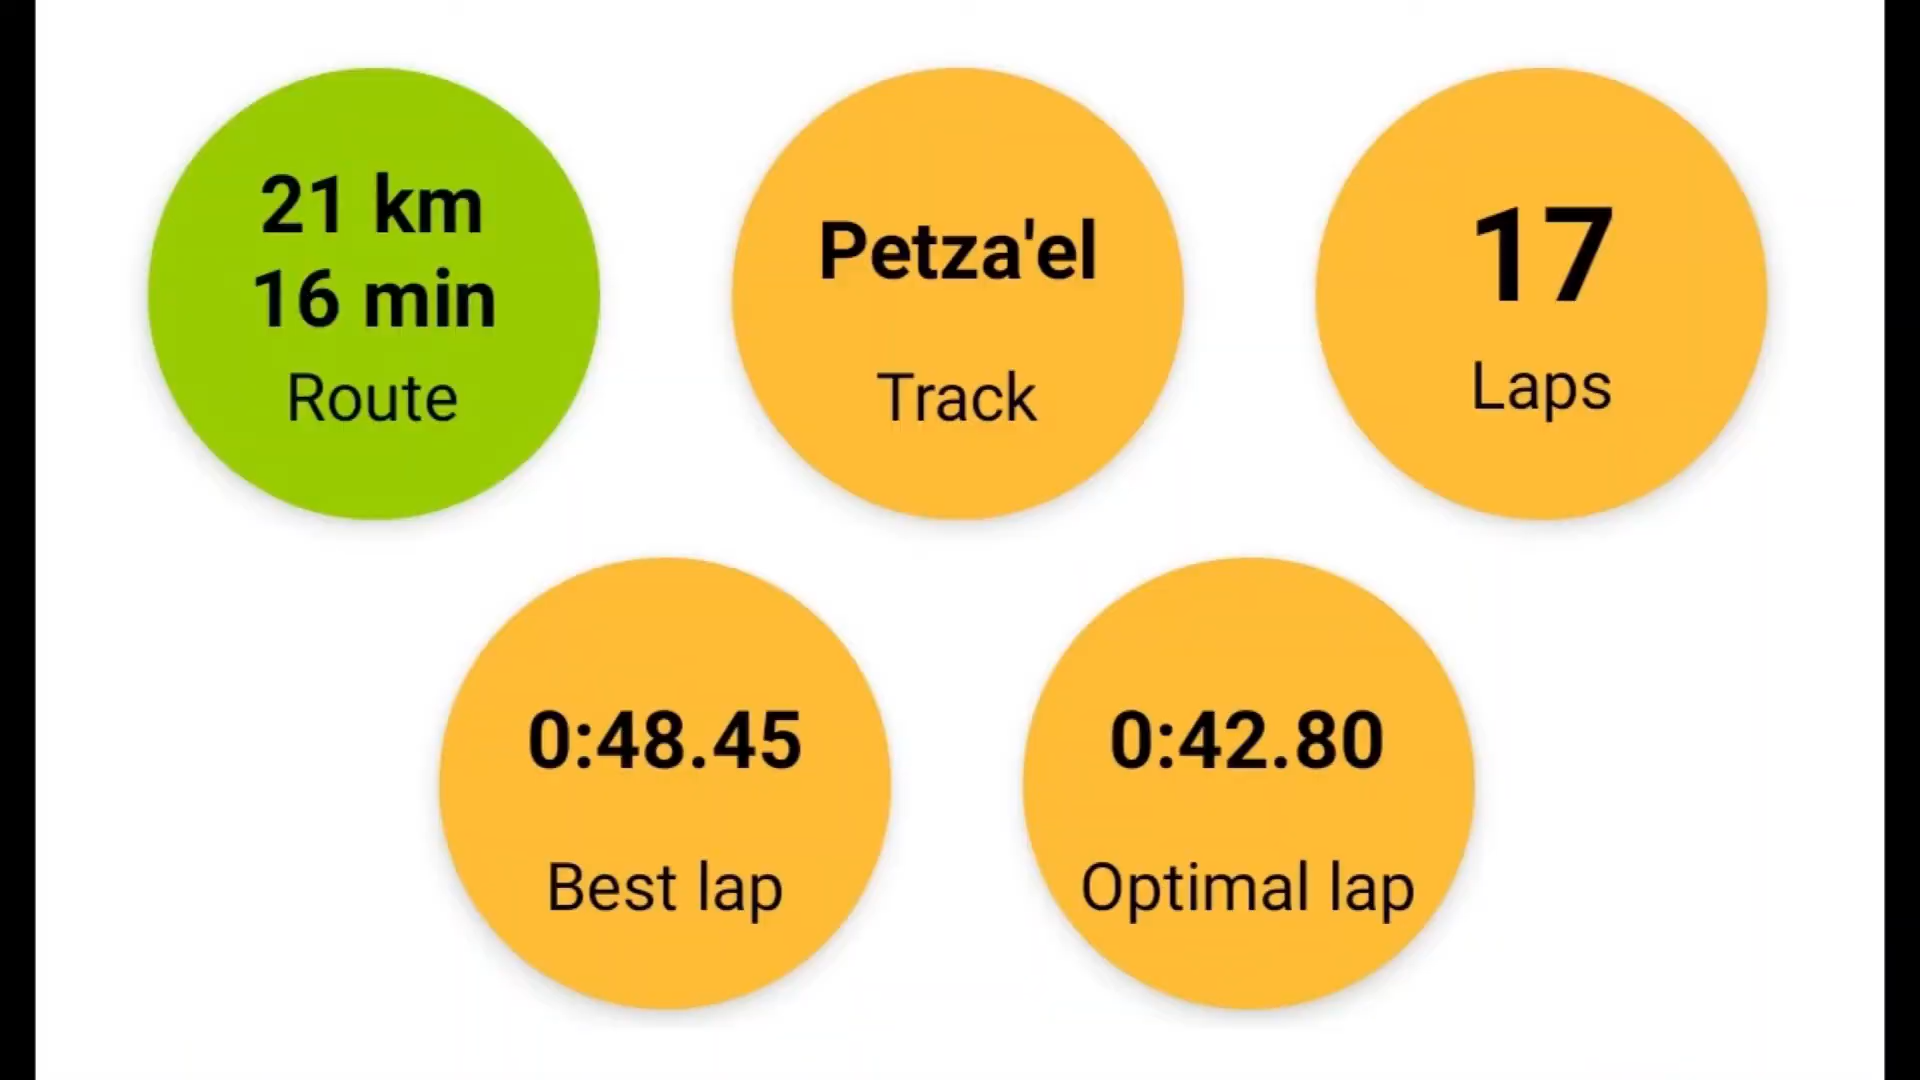 21 km
16 min
Route
Petza'el
Track
17
Laps
0:48.45
Best lap
0:42.80
Optimal lap